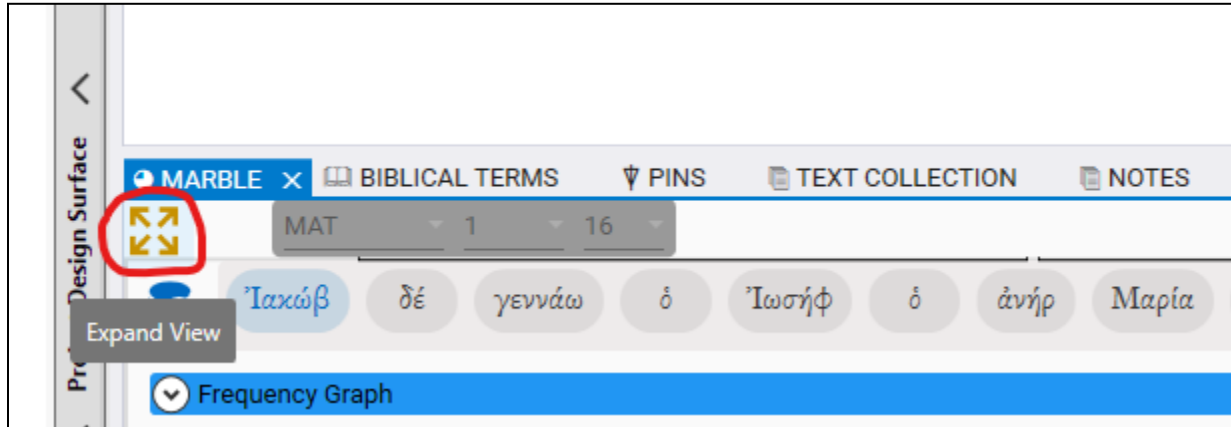 MARBLE BIBLICAL TERMS PINS TEXT COLLECTION NOTES
MAT 1 16
Ἰακώβ δέ γεννάω ὁ Ἰωσήφ ὁ ἀνήρ Μαρία
Expand View
Frequency Graph
Design Surface